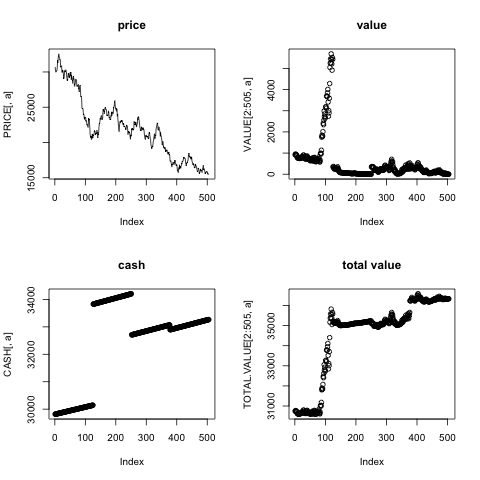 price
PRICE[, a]
15000 25000
0 100 200 300 400 500
Index
value
VALUE[2:505, a]
0 2000 4000
0 100 200 300 400 500
Index
cash
CASH[, a]
30000 32000 34000
0 100 200 300 400 500
Index
total value
TOTAL.VALUE[2:505, a]
31000 33000 35000
0 100 200 300 400 500
Index